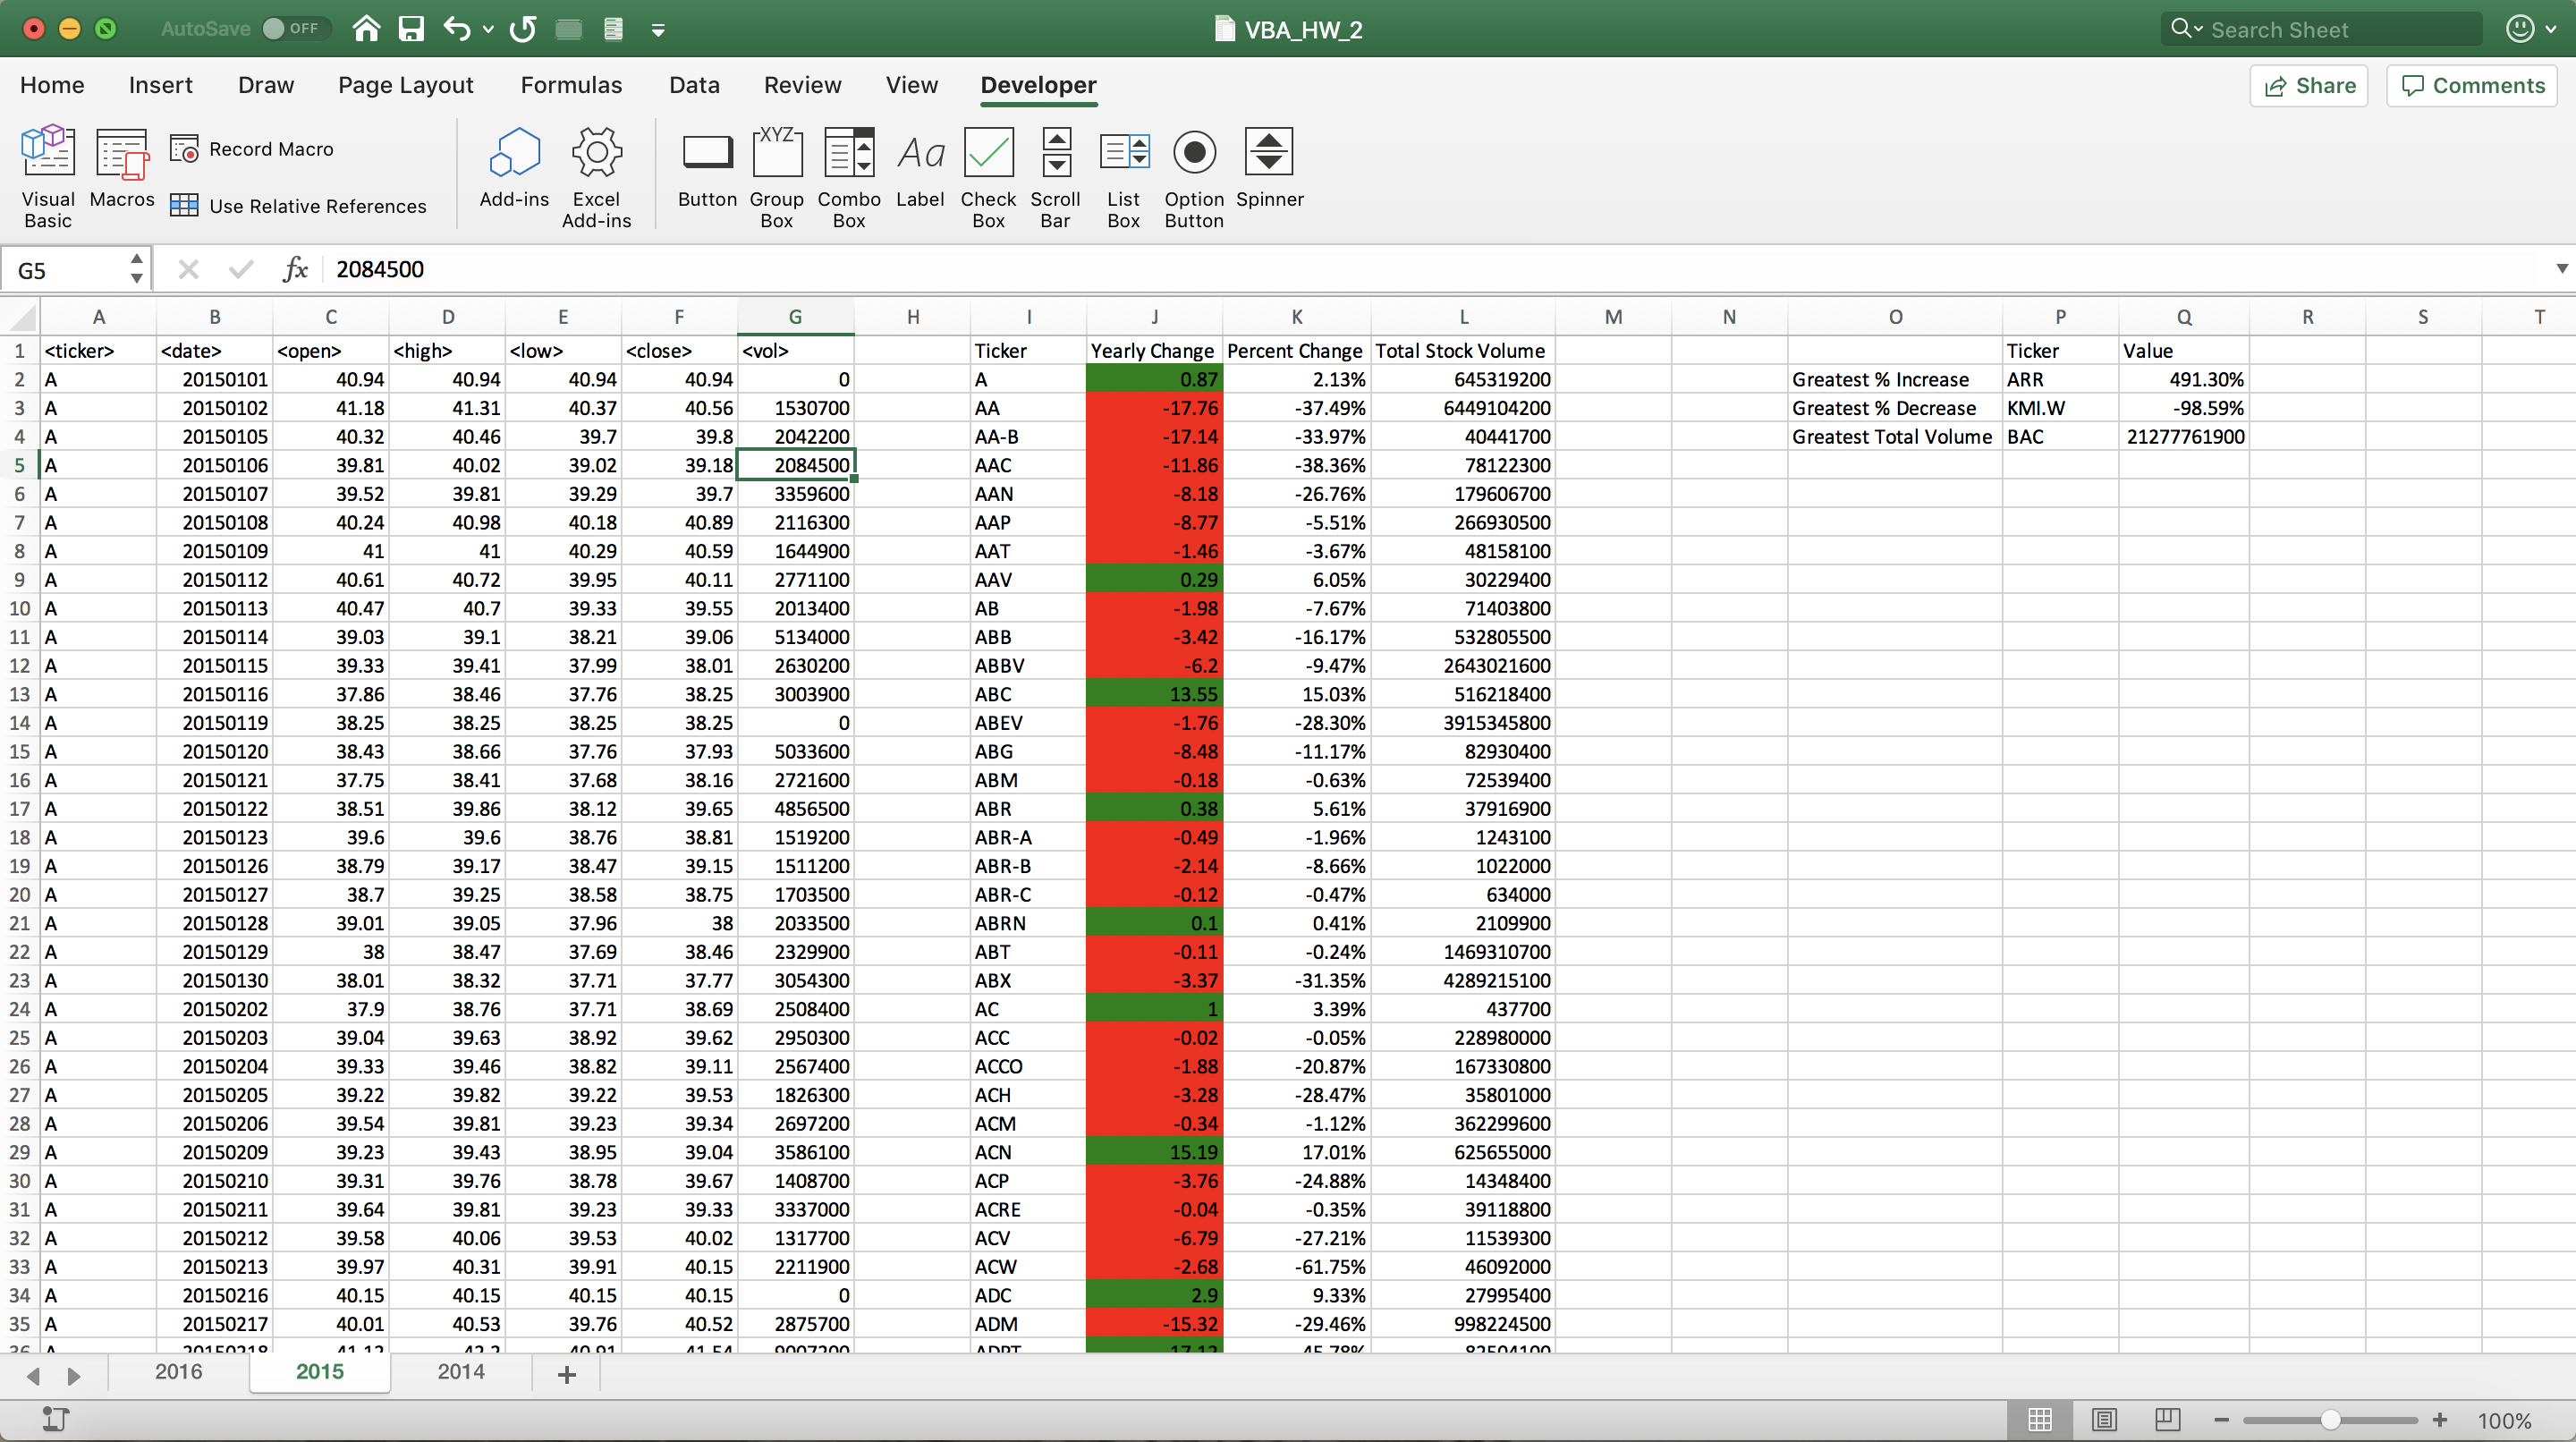 AutoSave OFF VBA_HW_2 Search Sheet
Home Insert Draw Page Layout Formulas Data Review View Developer Share Comments
Visual Basic Macros Record Macro Use Relative References Add-ins Excel Add-ins Button XYZ Group Box Combo Box Aa Label Check Box Scroll Bar List Box Option Button Spinner
G5 fx 2084500
A B C D E F G H I J K L M N O P Q R S T
1 <ticker> <date> <open> <high> <low> <close> <vol> Ticker Yearly Change Percent Change Total Stock Volume Ticker Value
2 A 20150101 40.94 40.94 40.94 40.94 0 A 0.87 2.13% 645319200 Greatest % Increase ARR 491.30%
3 A 20150102 41.18 41.31 40.37 40.56 1530700 AA -17.76 -37.49% 6449104200 Greatest % Decrease KMI.W -98.59%
4 A 20150105 40.32 40.46 39.7 39.8 2042200 AA-B -17.14 -33.97% 40441700 Greatest Total Volume BAC 21277761900
5 A 20150106 39.81 40.02 39.02 39.18 2084500 AAC -11.86 -38.36% 78122300
6 A 20150107 39.52 39.81 39.29 39.7 3359600 AAN -8.18 -26.76% 179606700
7 A 20150108 40.24 40.98 40.18 40.89 2116300 AAP -8.77 -5.51% 266930500
8 A 20150109 41 41 40.29 40.59 1644900 AAT -1.46 -3.67% 48158100
9 A 20150112 40.61 40.72 39.95 40.11 2771100 AAV 0.29 6.05% 30229400
10 A 20150113 40.47 40.7 39.33 39.55 2013400 AB -1.98 -7.67% 71403800
11 A 20150114 39.03 39.1 38.21 39.06 5134000 ABB -3.42 -16.17% 532805500
12 A 20150115 39.33 39.41 37.99 38.01 2630200 ABBV -6.2 -9.47% 2643021600
13 A 20150116 37.86 38.46 37.76 38.25 3003900 ABC 13.55 15.03% 516218400
14 A 20150119 38.25 38.25 38.25 38.25 0 ABEV -1.76 -28.30% 3915345800
15 A 20150120 38.43 38.66 37.76 37.93 5033600 ABG -8.48 -11.17% 82930400
16 A 20150121 37.75 38.41 37.68 38.16 2721600 ABM -0.18 -0.63% 72539400
17 A 20150122 38.51 39.86 38.12 39.65 4856500 ABR 0.38 5.61% 37916900
18 A 20150123 39.6 39.6 38.76 38.81 1519200 ABR-A -0.49 -1.96% 1243100
19 A 20150126 38.79 39.17 38.47 39.15 1511200 ABR-B -2.14 -8.66% 1022000
20 A 20150127 38.7 39.25 38.58 38.75 1703500 ABR-C -0.12 -0.47% 634000
21 A 20150128 39.01 39.05 37.96 38 2033500 ABRN 0.1 0.41% 2109900
22 A 20150129 38 38.47 37.69 38.46 2329900 ABT -0.11 -0.24% 1469310700
23 A 20150130 38.01 38.32 37.71 37.77 3054300 ABX -3.37 -31.35% 4289215100
24 A 20150202 37.9 38.76 37.71 38.69 2508400 AC 1 3.39% 437700
25 A 20150203 39.04 39.63 38.92 39.62 2950300 ACC -0.02 -0.05% 228980000
26 A 20150204 39.33 39.46 38.82 39.11 2567400 ACCO -1.88 -20.87% 167330800
27 A 20150205 39.22 39.82 39.22 39.53 1826300 ACH -3.28 -28.47% 35801000
28 A 20150206 39.54 39.81 39.23 39.34 2697200 ACM -0.34 -1.12% 362299600
29 A 20150209 39.23 39.43 38.95 39.04 3586100 ACN 15.19 17.01% 625655000
30 A 20150210 39.31 39.76 38.78 39.67 1408700 ACP -3.76 -24.88% 14348400
31 A 20150211 39.64 39.81 39.23 39.33 3337000 ACRE -0.04 -0.35% 39118800
32 A 20150212 39.58 40.06 39.53 40.02 1317700 ACV -6.79 -27.21% 11539300
33 A 20150213 39.97 40.31 39.91 40.15 2211900 ACW -2.68 -61.75% 46092000
34 A 20150216 40.15 40.15 40.15 40.15 0 ADC 2.9 9.33% 27995400
35 A 20150217 40.01 40.53 39.76 40.52 2875700 ADM -15.32 -29.46% 998224500
2016 2015 2014
100%